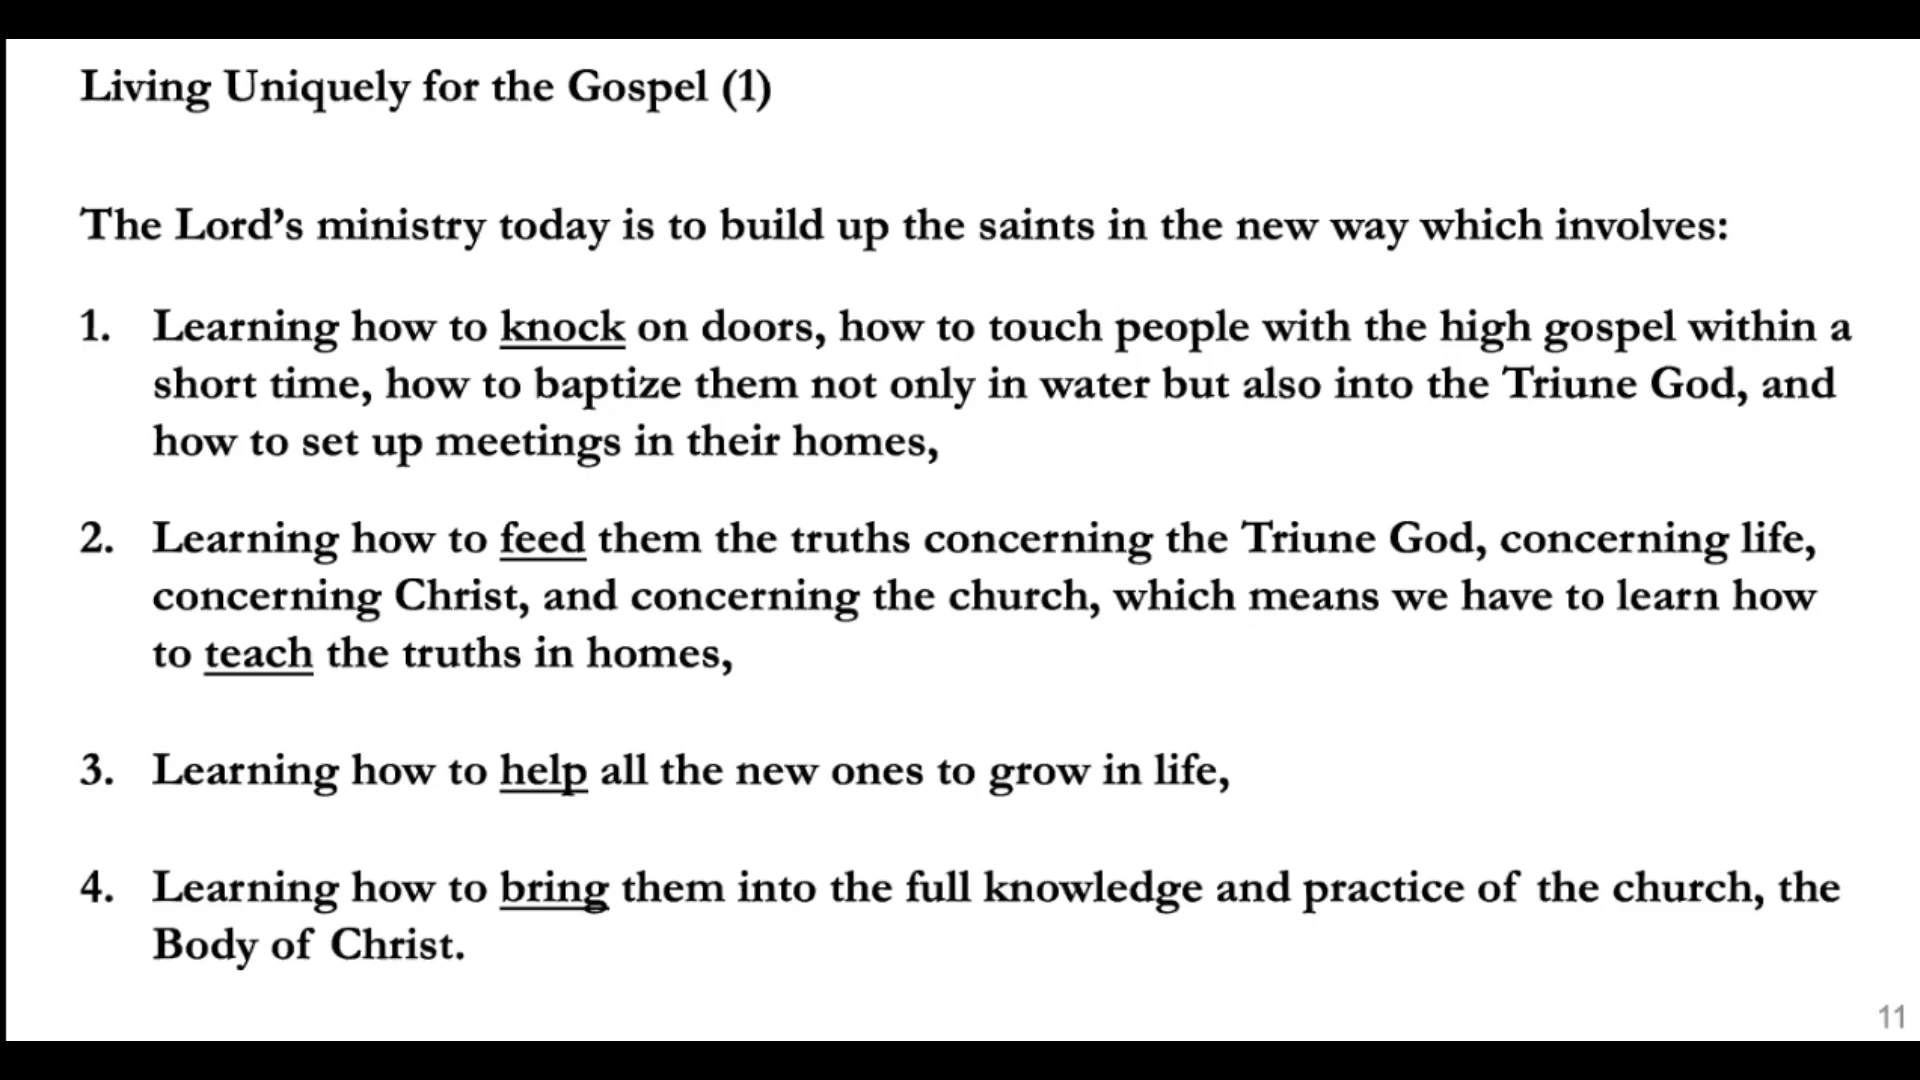 Living Uniquely for the Gospel (1)
The Lord’s ministry today is to build up the saints in the new way which involves:
1. Learning how to knock on doors, how to touch people with the high gospel within a
short time, how to baptize them not only in water but also into the Triune God, and
how to set up meetings in their homes,
2. Learning how to feed them the truths concerning the Triune God, concerning life,
concerning Christ, and concerning the church, which means we have to learn how
to teach the truths in homes,
3. Learning how to help all the new ones to grow in life,
4. Learning how to bring them into the full knowledge and practice of the church, the
Body of Christ.
11